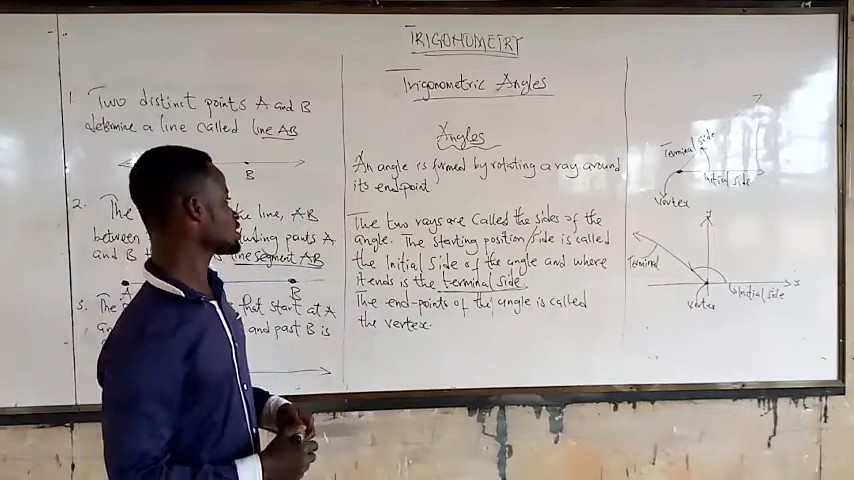 TRIGONOMETRY
Trigonometric Angles
1 Two distinct points A and B
determine a line called line AB
B
2. The line, AB
between points A
and B line segment AB
A B
3. The that start at A
and past B is
Angles
An angle is formed by rotating a ray around
its endpoint
The two rays are called the sides of the
angle. The starting position/side is called
the Initial side of the angle and where
it ends is the terminal side.
The end-points of the angle is called
the vertex.
Terminal side
Initial side
Vertex
y
Terminal
x
Initial side
Vertex